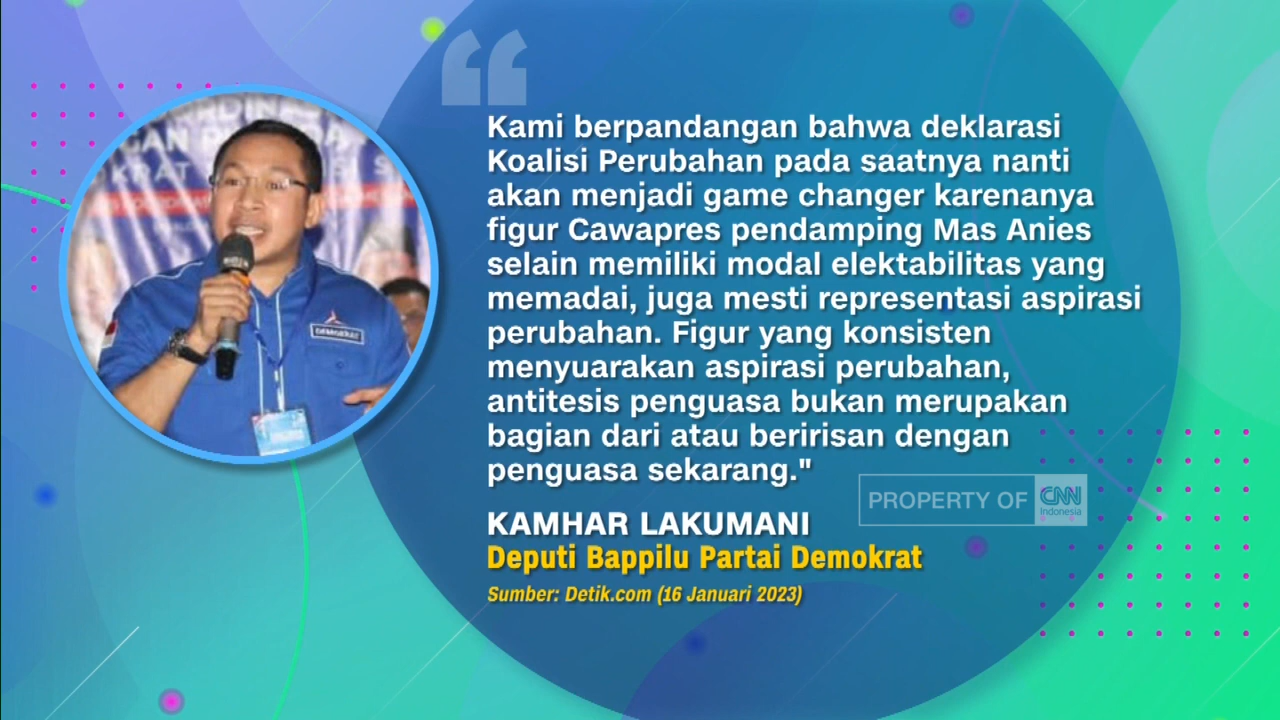 Kami berpandangan bahwa deklarasi
Koalisi Perubahan pada saatnya nanti
akan menjadi game changer karenanya
figur Cawapres pendamping Mas Anies
selain memiliki modal elektabilitas yang
memadai, juga mesti representasi aspirasi
perubahan. Figur yang konsisten
menyuarakan aspirasi perubahan,
antitesis penguasa bukan merupakan
bagian dari atau beririsan dengan
penguasa sekarang."
PROPERTY OF CNN Indonesia
KAMHAR LAKUMANI
Deputi Bappilu Partai Demokrat
Sumber: Detik.com (16 Januari 2023)
DEMOKRAT